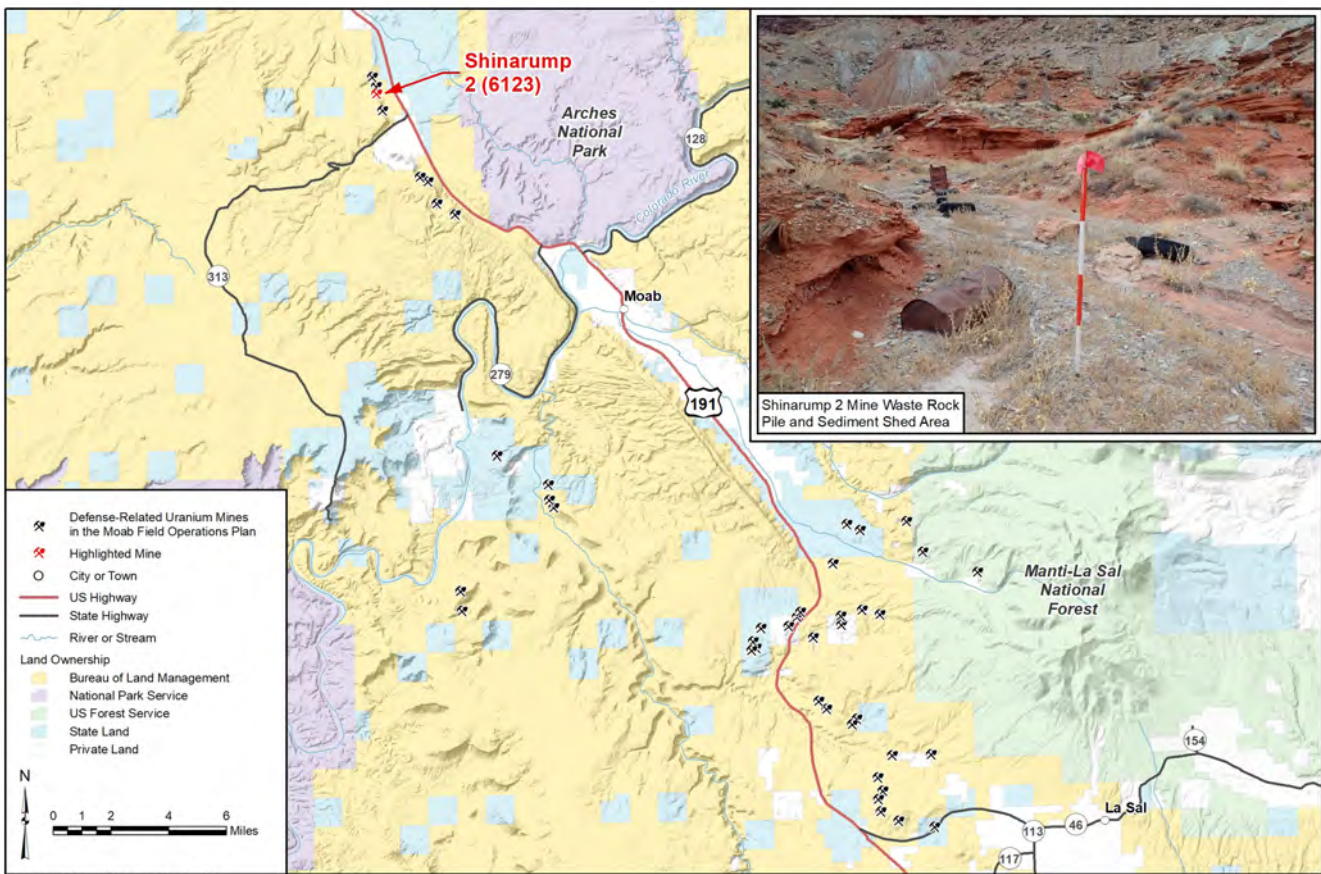 Shinarump
2 (6123)
Arches
National
Park
128
Colorado River
313
Moab
279
191
Shinarump 2 Mine Waste Rock
Pile and Sediment Shed Area
Manti-La Sal
National
Forest
154
La Sal
46
113
117
Defense-Related Uranium Mines
in the Moab Field Operations Plan
Highlighted Mine
City or Town
US Highway
State Highway
River or Stream
Land Ownership
Bureau of Land Management
National Park Service
US Forest Service
State Land
Private Land
N
0 1 2 4 6
Miles